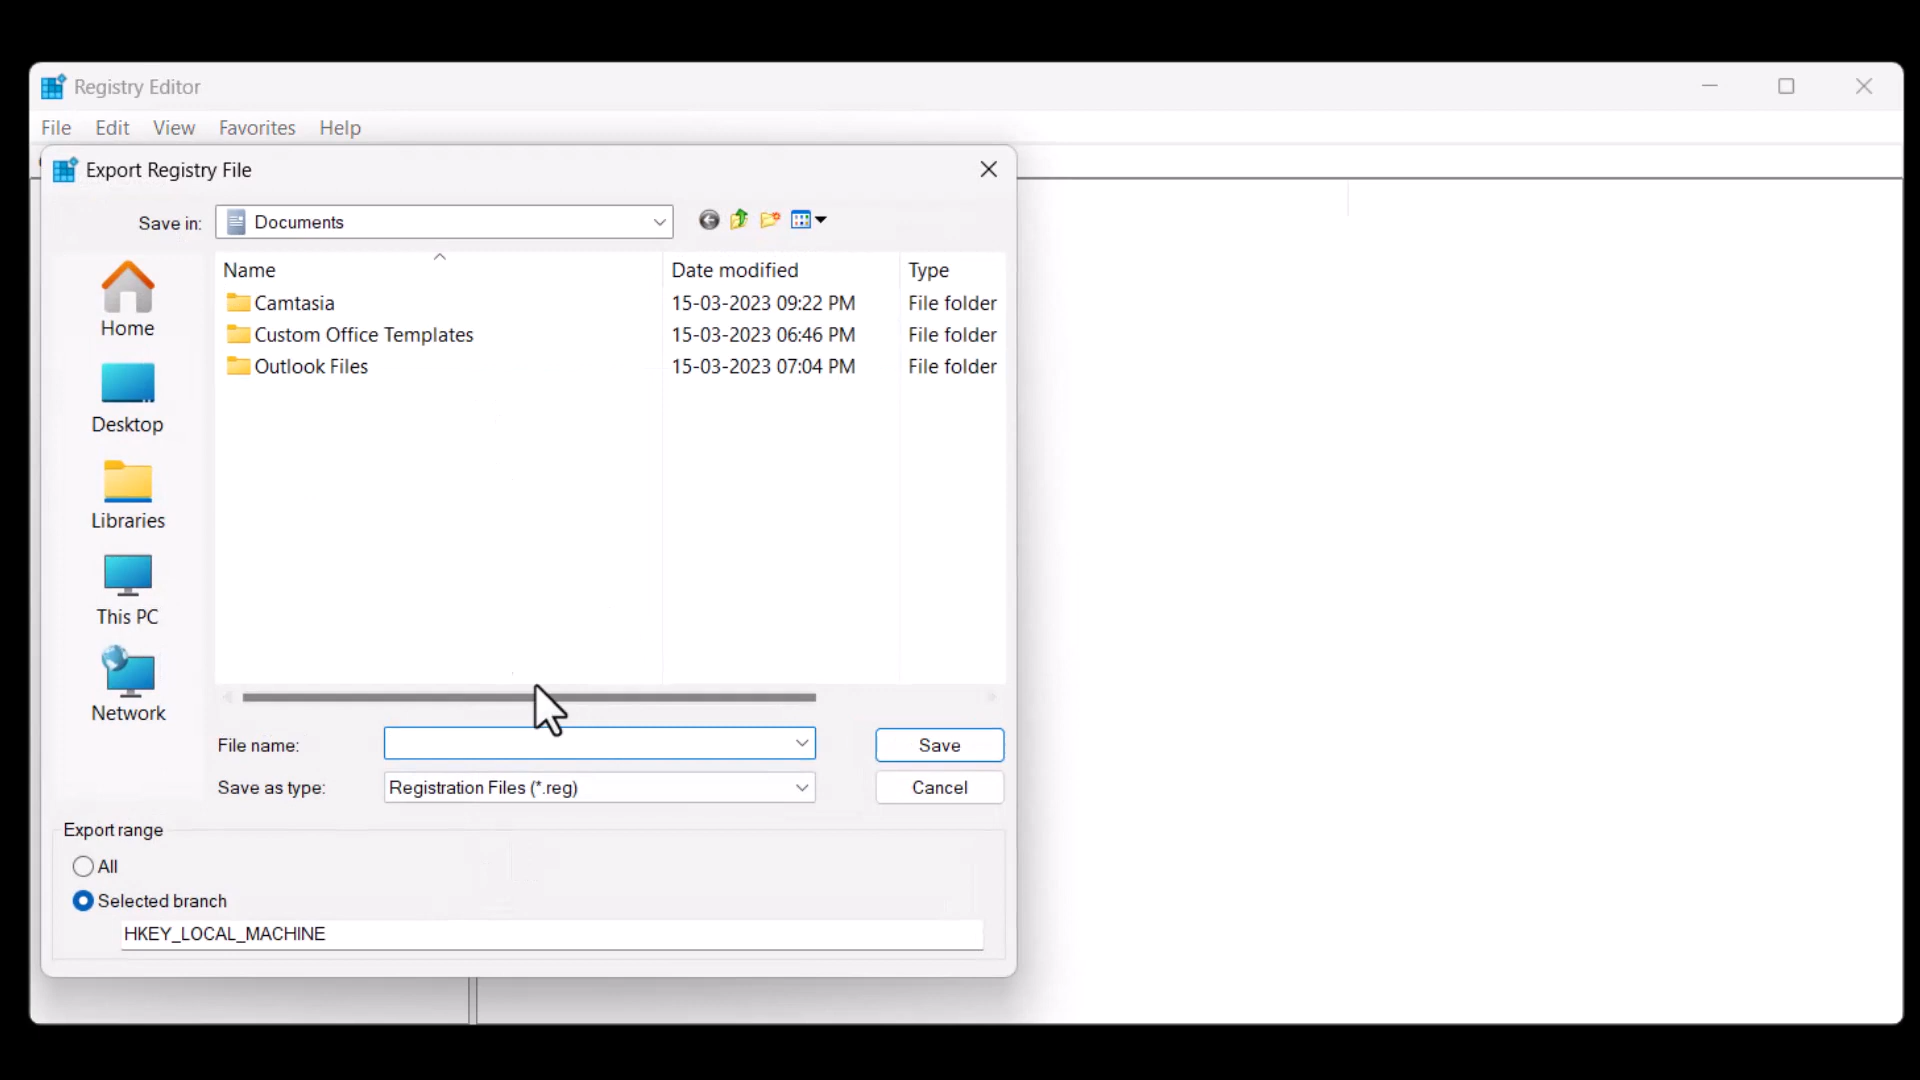 Registry Editor
File Edit View Favorites Help
Export Registry File
Save in: Documents
Name Date modified Type
Camtasia 15-03-2023 09:22 PM File folder
Custom Office Templates 15-03-2023 06:46 PM File folder
Outlook Files 15-03-2023 07:04 PM File folder
Home
Desktop
Libraries
This PC
Network
File name: Save
Save as type: Registration Files (*.reg) Cancel
Export range
All
Selected branch
HKEY_LOCAL_MACHINE